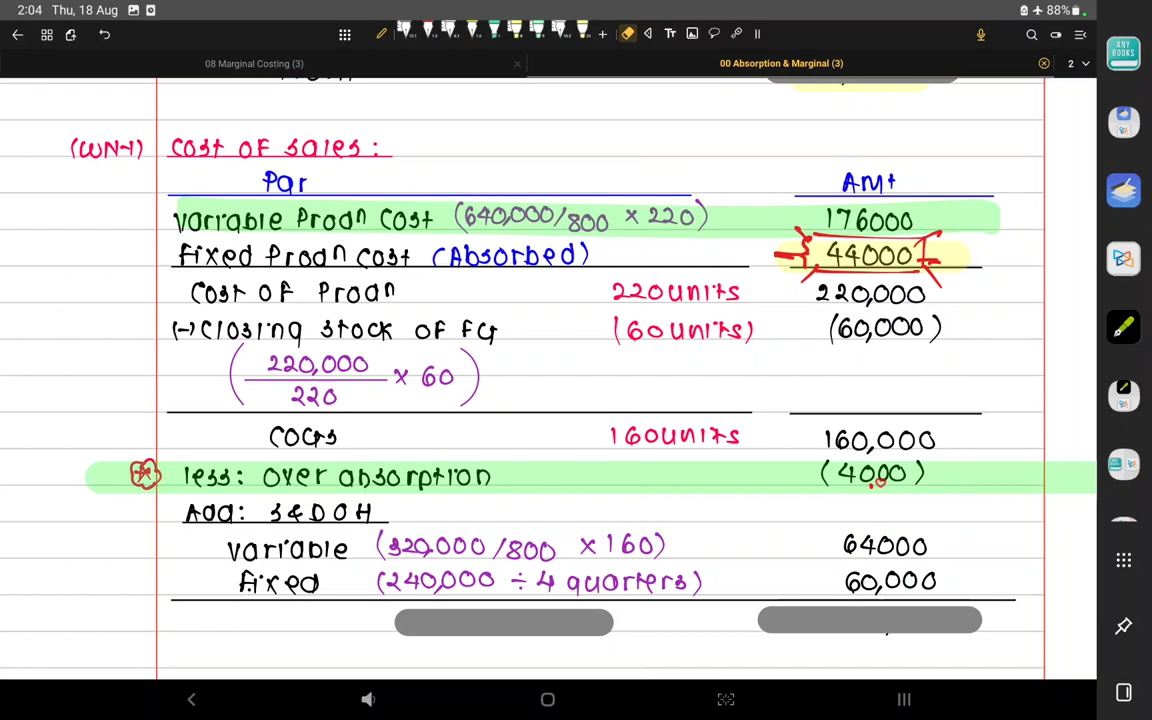 2:04 Thu, 18 Aug 88%
08 Marginal Costing (3) 00 Absorption & Marginal (3) 2
(WN-1) Cost OF Sales :
Par AMt
Variable Prodn Cost (640,000/800 × 220) 176000
Fixed Prodn Cost (Absorbed) 44000
Cost OF Prodn 220units 220,000
(-) Closing Stock of FG (60units) (60,000)
(220,000
220 × 60)
COGS 160units 160,000
less: Over absorption (4000)
Add: S&DOH
Variable (320,000/800 × 160) 64000
Fixed (240,000 ÷ 4 quarters) 60,000
ANY
BOOKS